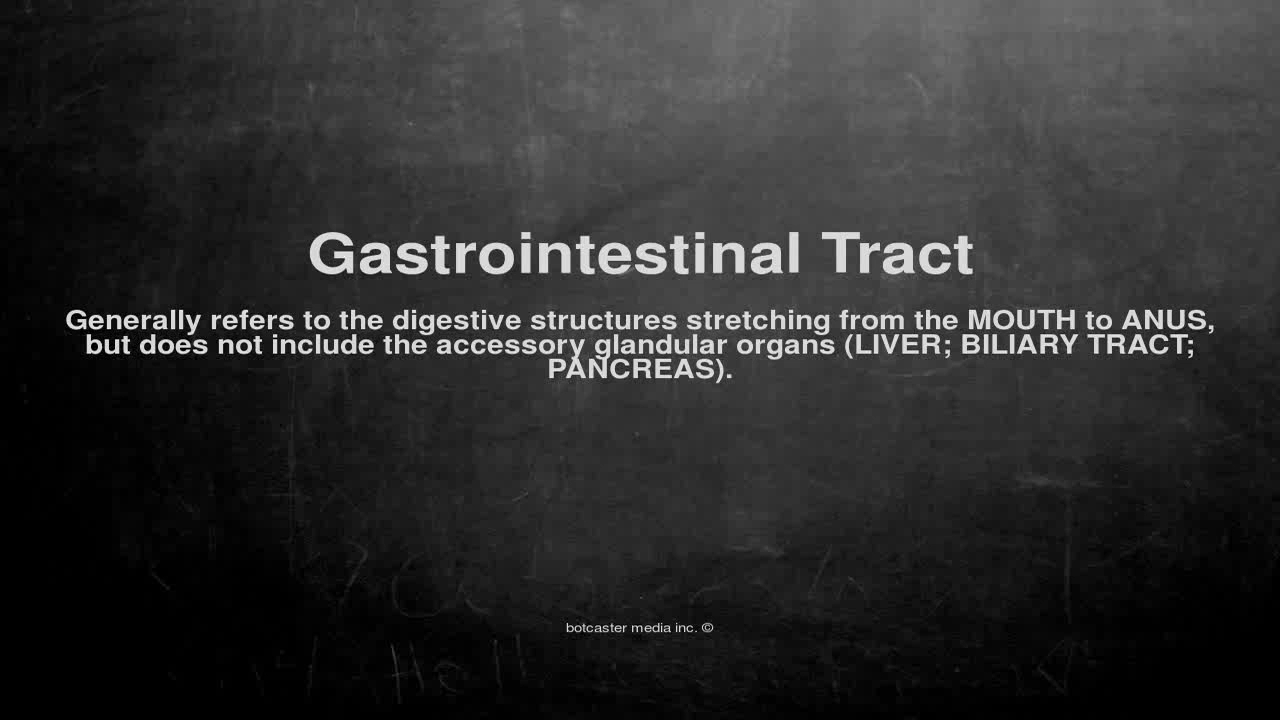 Gastrointestinal Tract
Generally refers to the digestive structures stretching from the MOUTH to ANUS,
but does not include the accessory glandular organs (LIVER; BILIARY TRACT;
PANCREAS).
botcaster media inc. ©